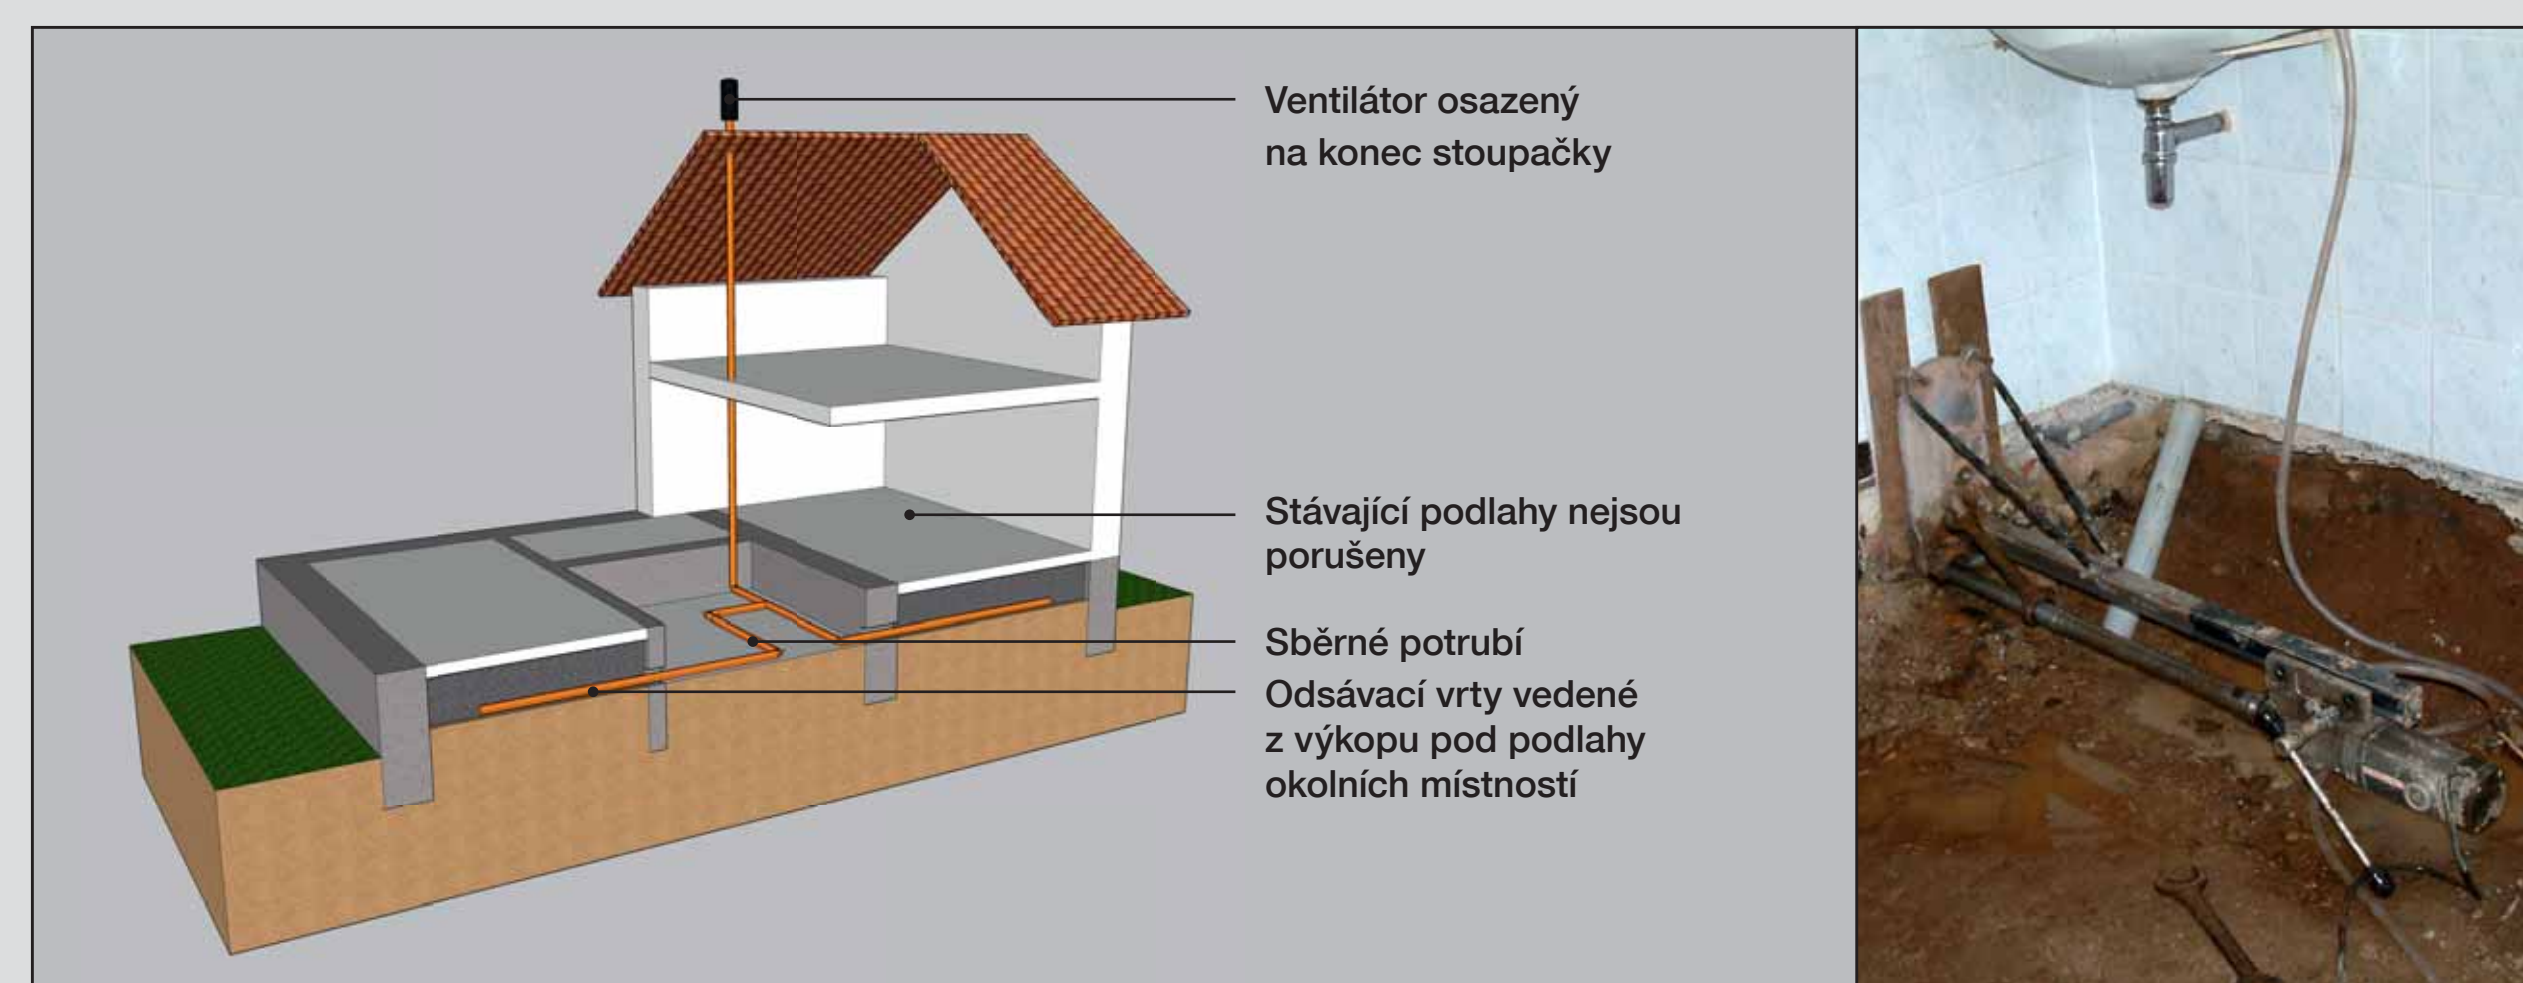 Ventilátor osazený
na konec stoupačky
Stávající podlahy nejsou
porušeny
Sběrné potrubí
Odsávací vrty vedené
z výkopu pod podlahy
okolních místností